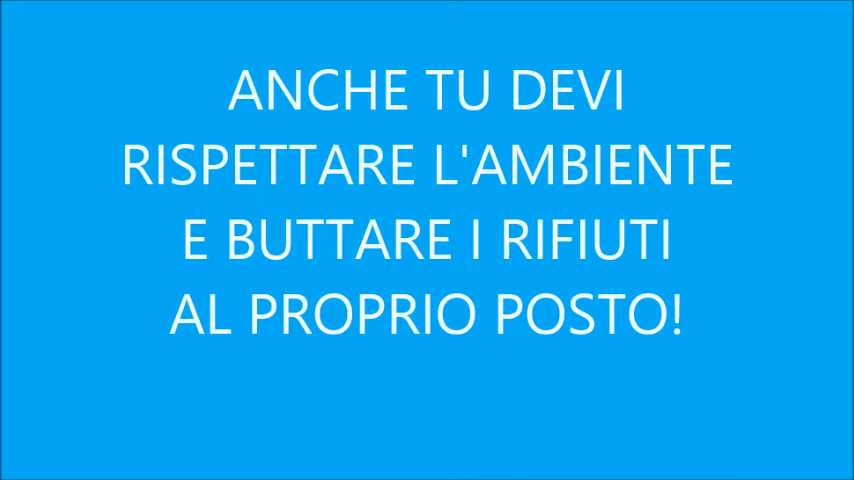 ANCHE TU DEVI
RISPETTARE L'AMBIENTE
E BUTTARE I RIFIUTI
AL PROPRIO POSTO!